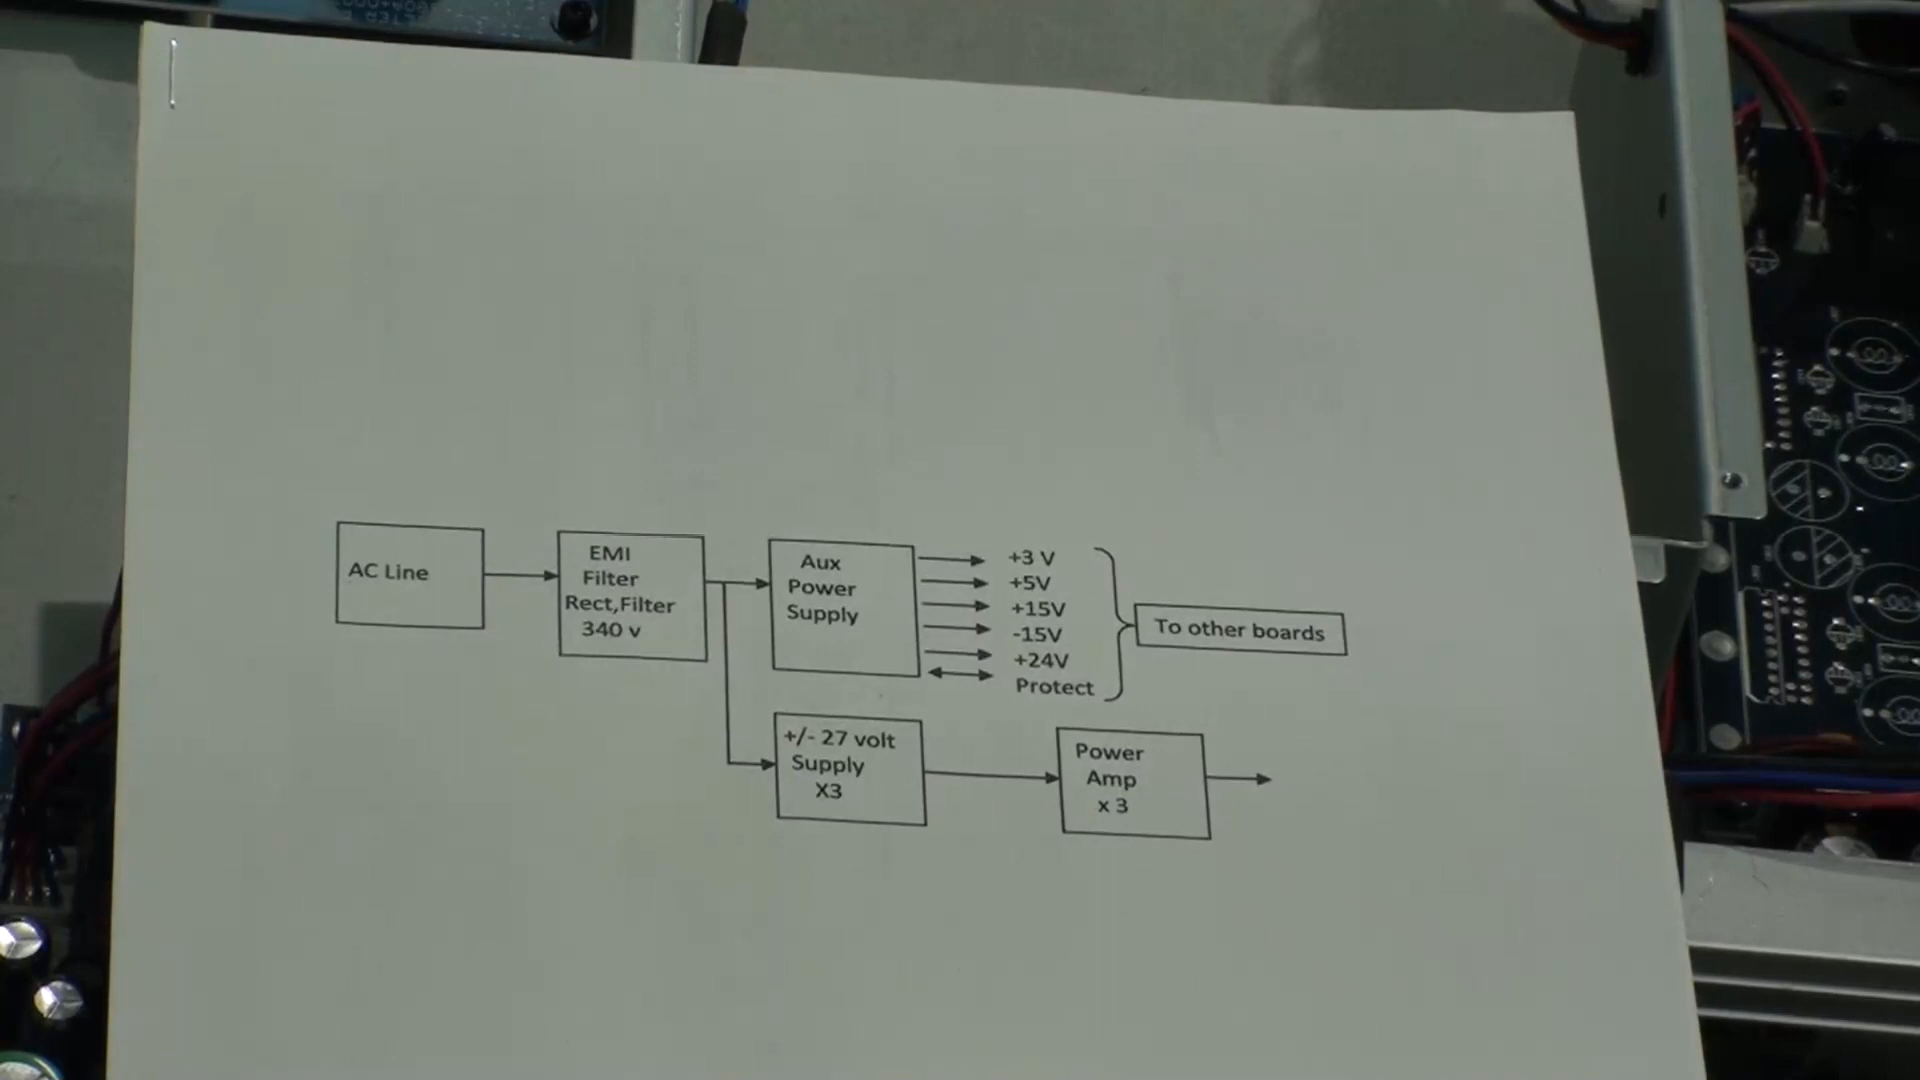 AC Line
EMI
Filter
Rect,Filter
340 v
Aux
Power
Supply
+3 V
+5V
+15V
-15V
+24V
Protect
To other boards
+/- 27 volt
Supply
X3
Power
Amp
x 3